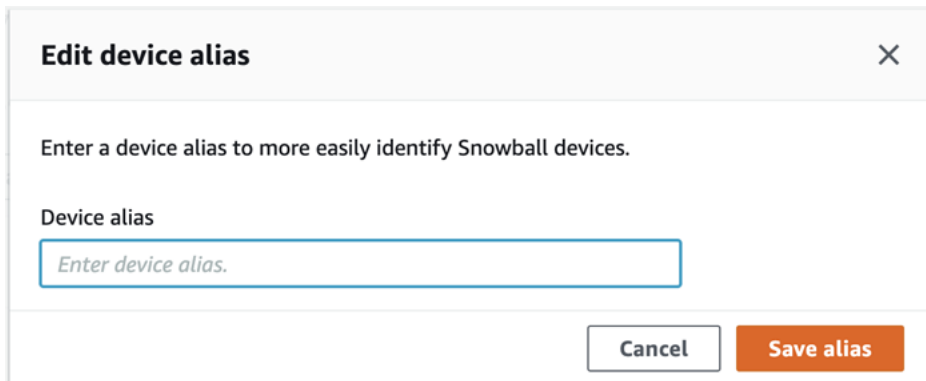 Edit device alias
Enter a device alias to more easily identify Snowball devices.
Device alias
Enter device alias.
Cancel Save alias